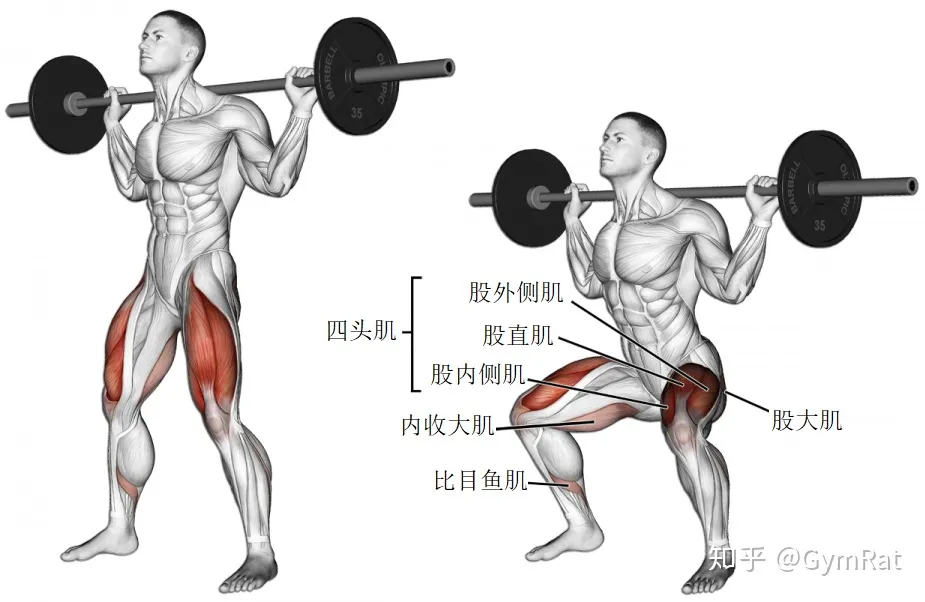 BARBELL
OLYMPIC
35
BARBELL
OLYMPIC
35
股外侧肌
四头肌
股直肌
股内侧肌
内收大肌
股大肌
比目鱼肌
知乎 @GymRat